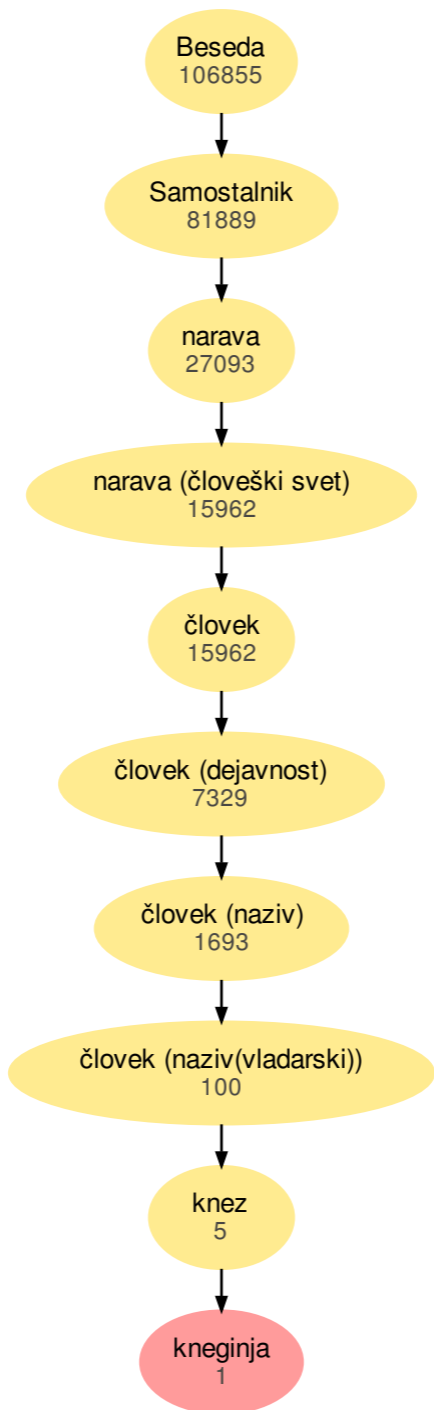 Beseda
106855
Samostalnik
81889
narava
27093
narava (človeški svet)
15962
človek
15962
človek (dejavnost)
7329
človek (naziv)
1693
človek (naziv(vladarski))
100
knez
5
kneginja
1